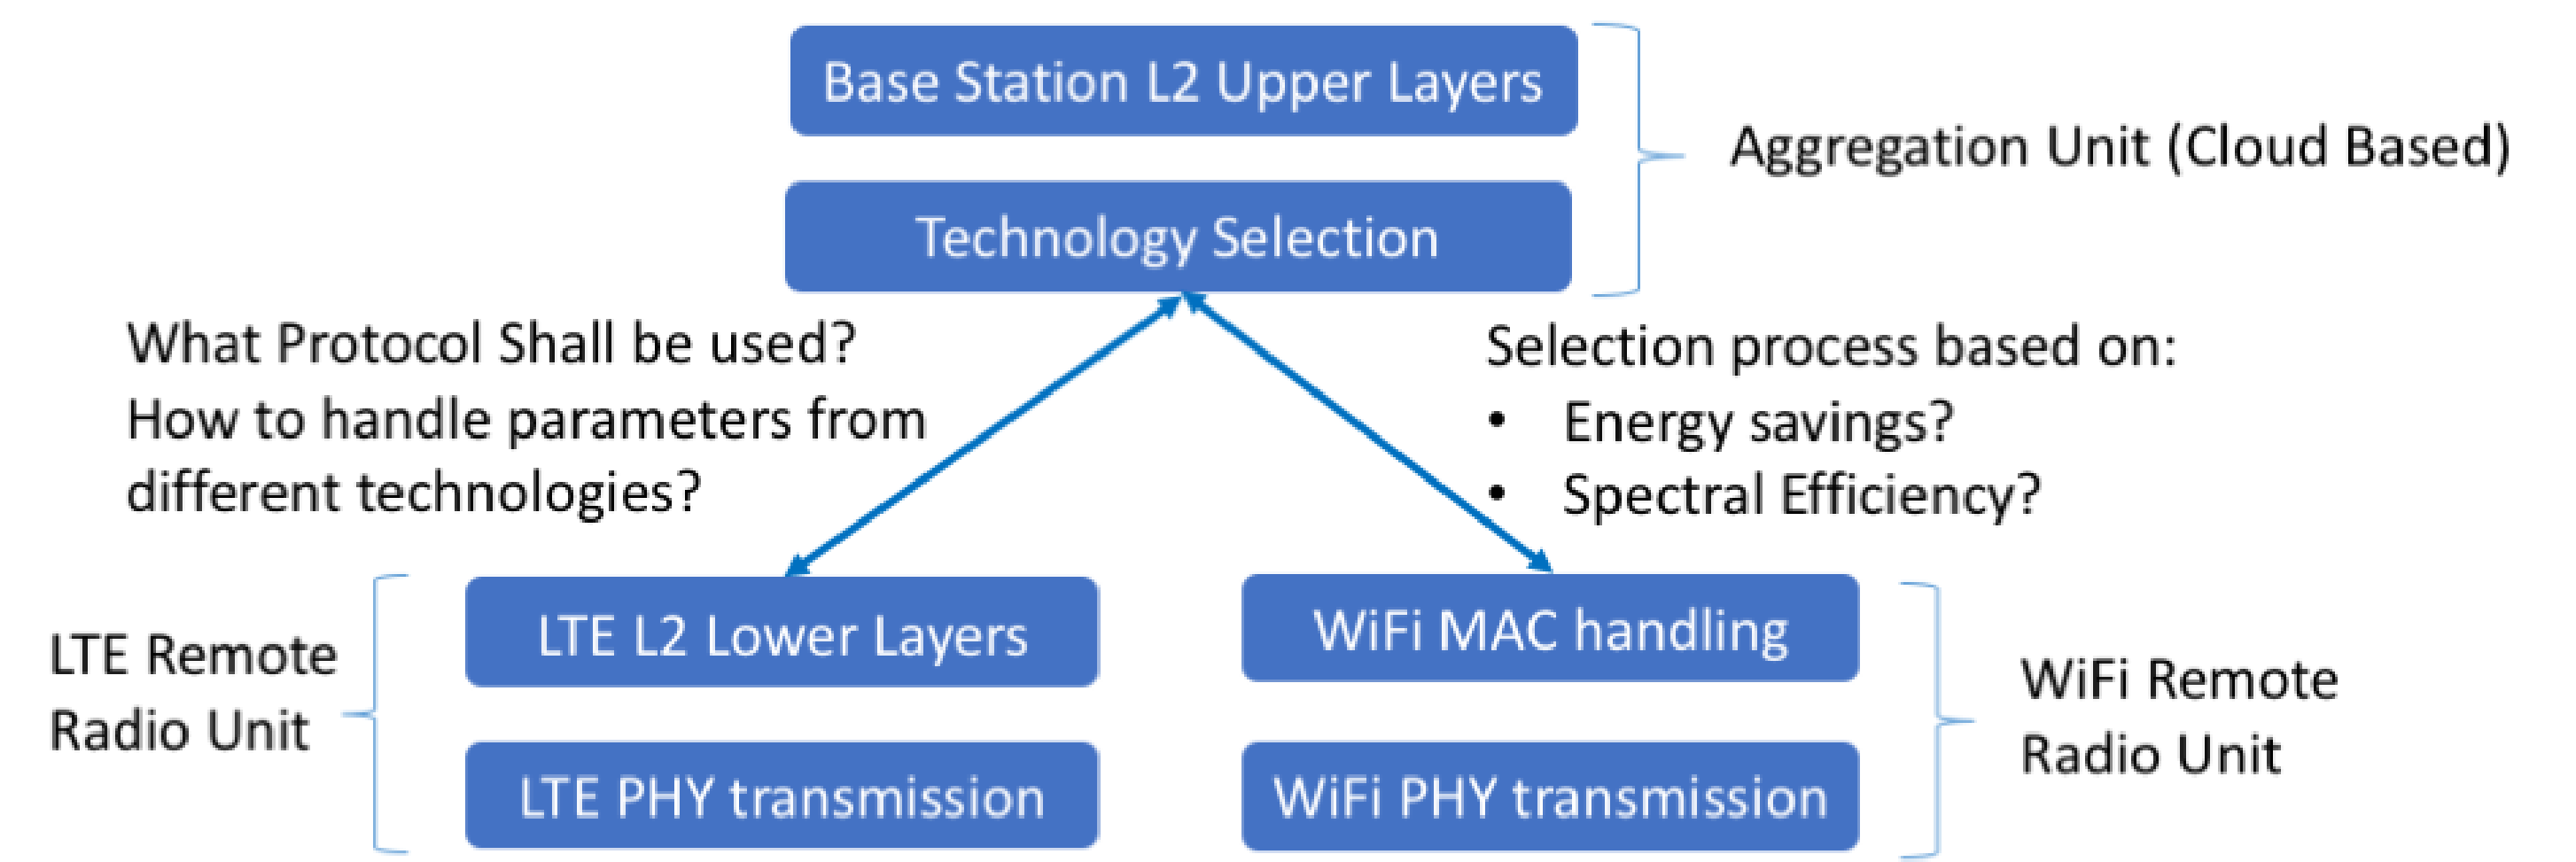 Base Station L2 Upper Layers
Aggregation Unit (Cloud Based)
Technology Selection
What Protocol Shall be used?
How to handle parameters from
different technologies?
Selection process based on:
• Energy savings?
• Spectral Efficiency?
LTE Remote
Radio Unit
LTE L2 Lower Layers
LTE PHY transmission
WiFi MAC handling
WiFi PHY transmission
WiFi Remote
Radio Unit